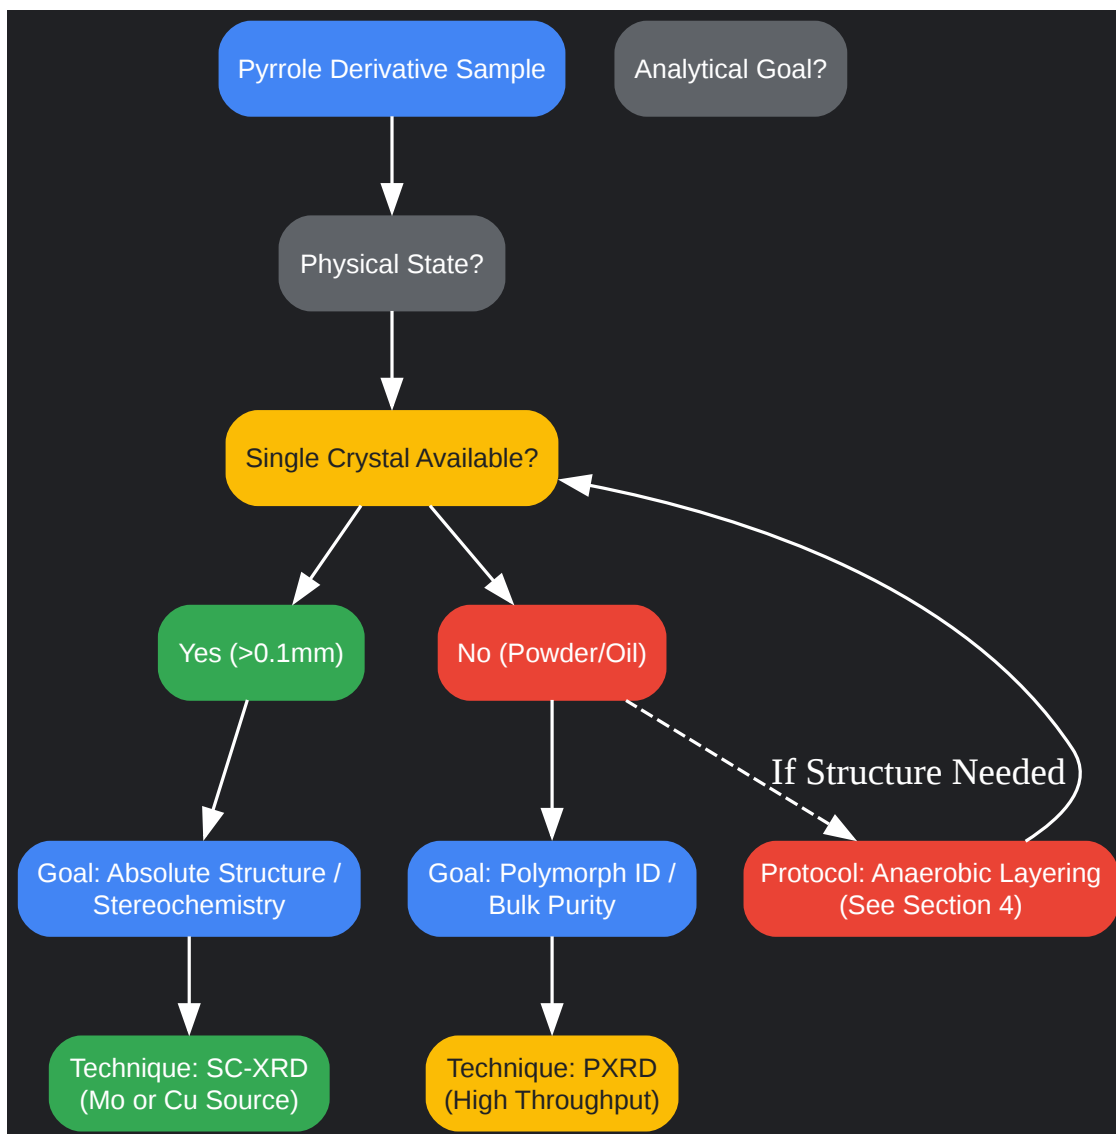 Pyrrole Derivative Sample
Analytical Goal?
Physical State?
Single Crystal Available?
Yes (>0.1mm)
No (Powder/Oil)
If Structure Needed
Goal: Absolute Structure /
Stereochemistry
Goal: Polymorph ID /
Bulk Purity
Protocol: Anaerobic Layering
(See Section 4)
Technique: SC-XRD
(Mo or Cu Source)
Technique: PXRD
(High Throughput)